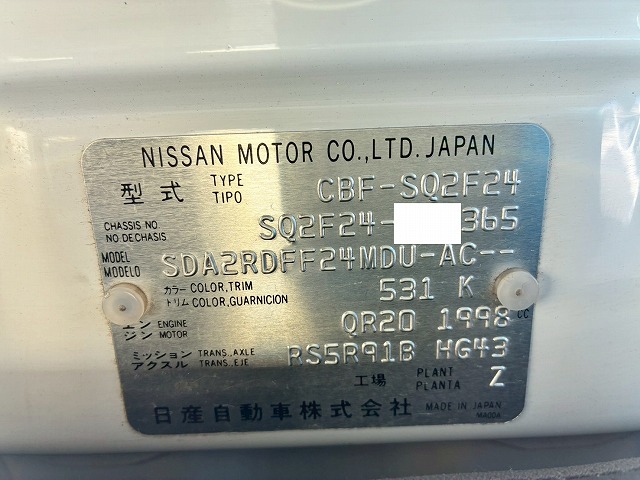 NISSAN MOTOR CO.,LTD. JAPAN
型式 TYPE TIPO CBF-SQ2F24
CHASSIS NO. NO DECHASIS SQ2F24- 365
MODEL MODELO SDA2RDFF24MDU-AC--
カラー COLOR,TRIM トリム COLOR,GUARNICION 531 K
エンジン ENGINE MOTOR QR20 1998 CC
ミッション TRANS.,AXLE アクスル TRANS.,EJE RS5R91B HG43
工場 PLANT PLANTA Z
日産自動車株式会社 MADE IN JAPAN